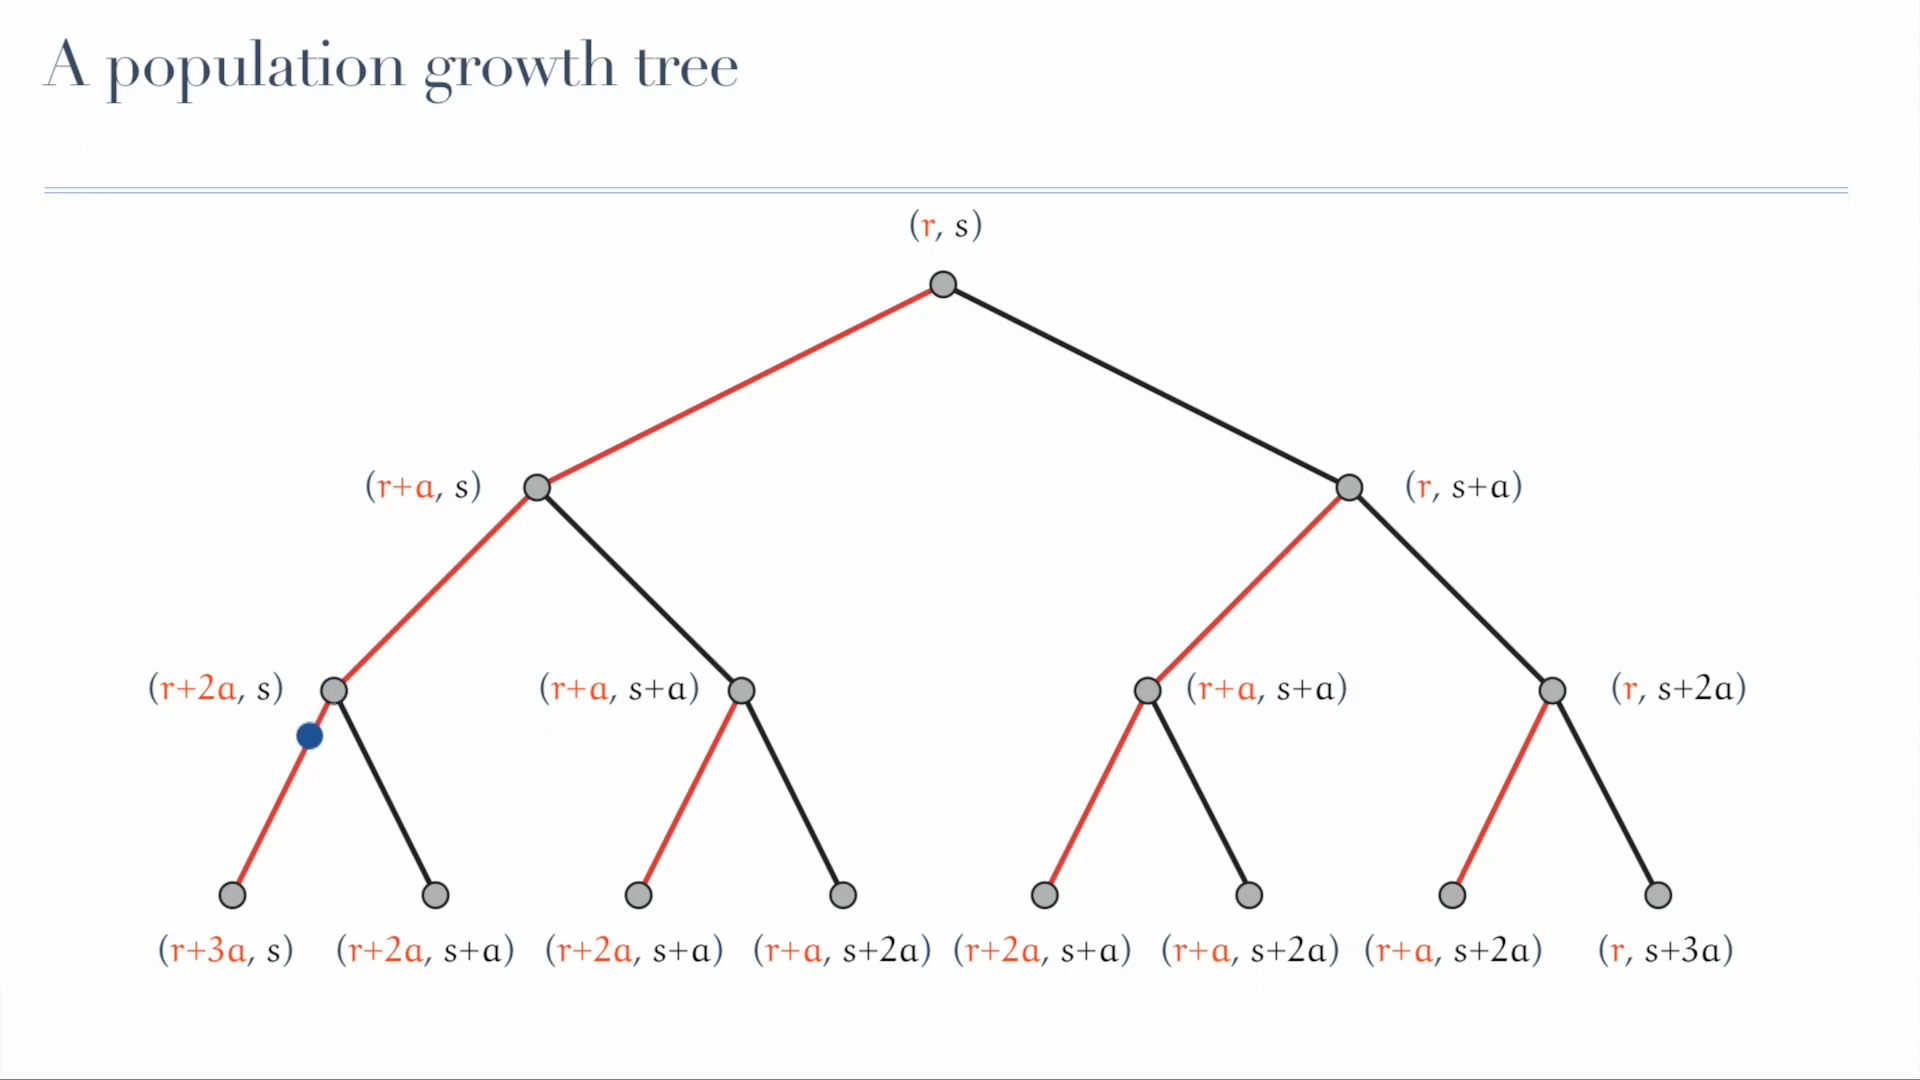 A population growth tree
(r, s)
(r+a, s)
(r, s+a)
(r+2a, s)
(r+a, s+a)
(r+a, s+a)
(r, s+2a)
(r+3a, s)
(r+2a, s+a)
(r+2a, s+a)
(r+a, s+2a)
(r+2a, s+a)
(r+a, s+2a)
(r+a, s+2a)
(r, s+3a)